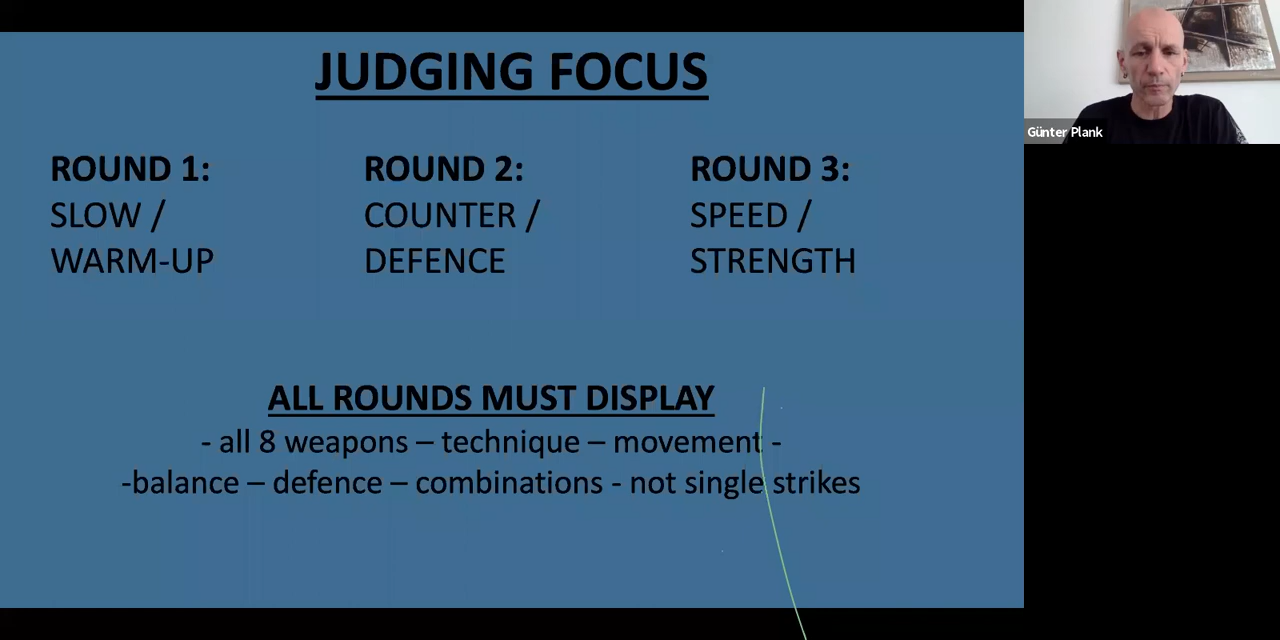 JUDGING FOCUS
ROUND 1:
SLOW /
WARM-UP
ROUND 2:
COUNTER /
DEFENCE
ROUND 3:
SPEED /
STRENGTH
ALL ROUNDS MUST DISPLAY
- all 8 weapons – technique – movement -
-balance – defence – combinations - not single strikes
Günter Plank